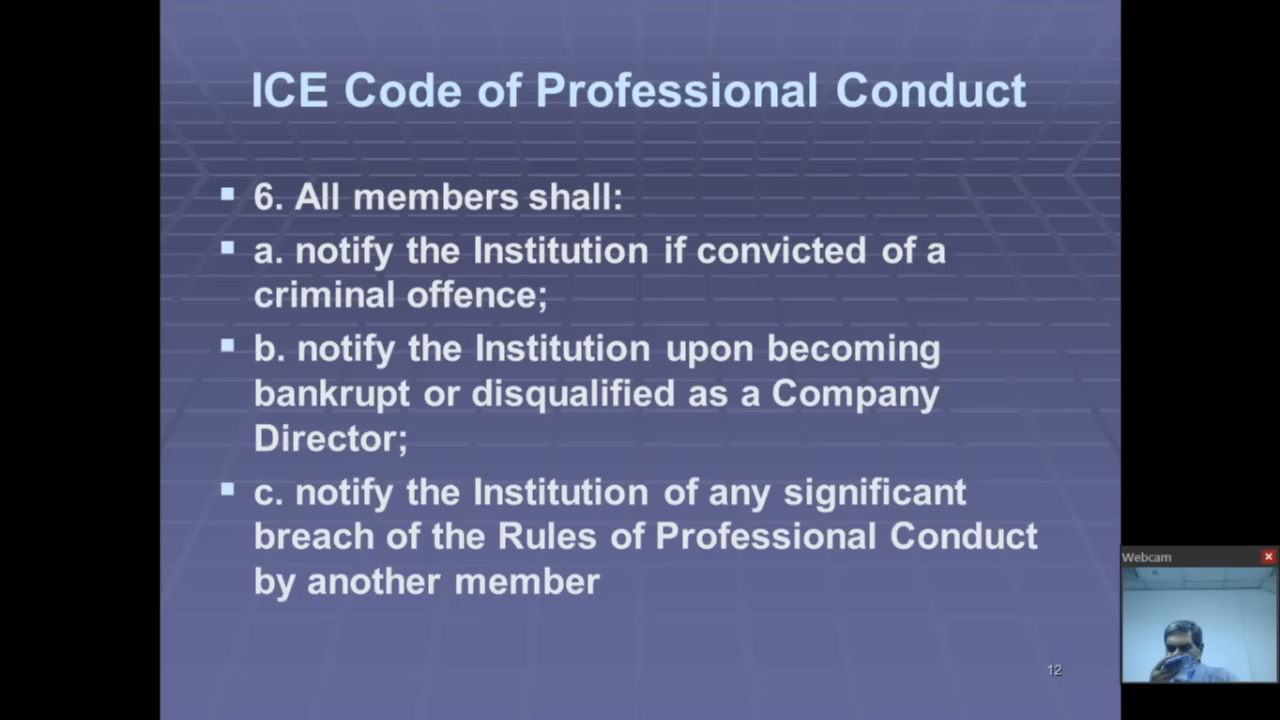 ICE Code of Professional Conduct
6. All members shall:
a. notify the Institution if convicted of a
criminal offence;
b. notify the Institution upon becoming
bankrupt or disqualified as a Company
Director;
c. notify the Institution of any significant
breach of the Rules of Professional Conduct
by another member
12
Webcam